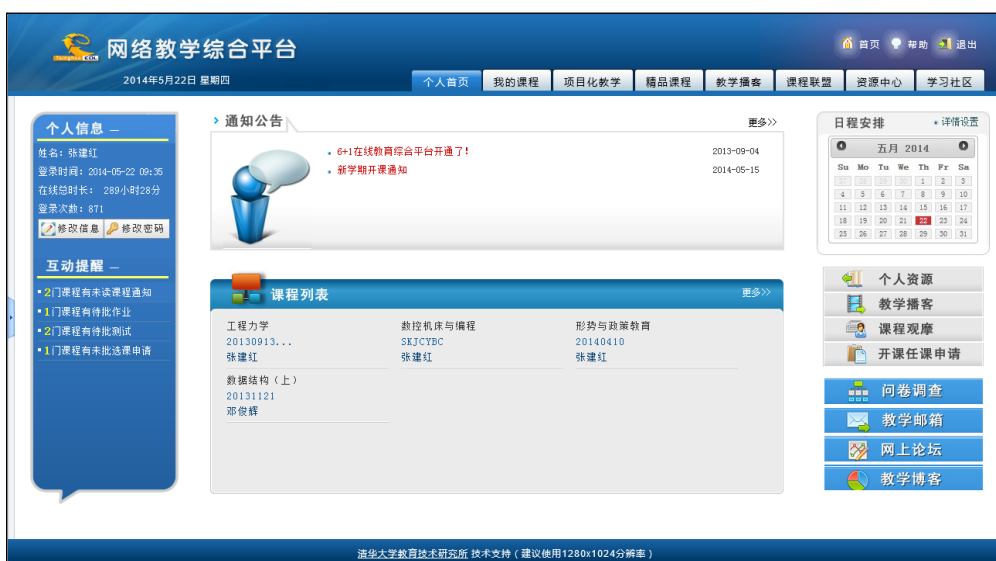 网络教学综合平台
首页 帮助 退出
2014年5月22日 星期四
个人首页 我的课程 项目化教学 精品课程 教学播客 课程联盟 资源中心 学习社区
个人信息
姓名：张建红
登录时间：2014-05-22 09:35
在线总时长： 289小时28分
登录次数：871
修改信息 修改密码
互动提醒
2门课程有未读课程通知
1门课程有待批作业
2门课程有待批测试
1门课程有未批选课申请
通知公告 更多>>
6+1在线教育综合平台开通了! 2013-09-04
新学期开课通知 2014-05-15
课程列表 更多>>
工程力学 数控机床与编程 形势与政策教育
20130913... SKJCYBC 20140410
张建红 张建红 张建红
数据结构（上）
20131121
邓俊辉
日程安排 详情设置
五月 2014
Su Mo Tu We Th Fr Sa
27 28 29 30 1 2 3
4 5 6 7 8 9 10
11 12 13 14 15 16 17
18 19 20 21 22 23 24
25 26 27 28 29 30 31
个人资源
教学播客
课程观摩
开课任课申请
问卷调查
教学邮箱
网上论坛
教学博客
清华大学教育技术研究所 技术支持 ( 建议使用1280x1024分辨率 )